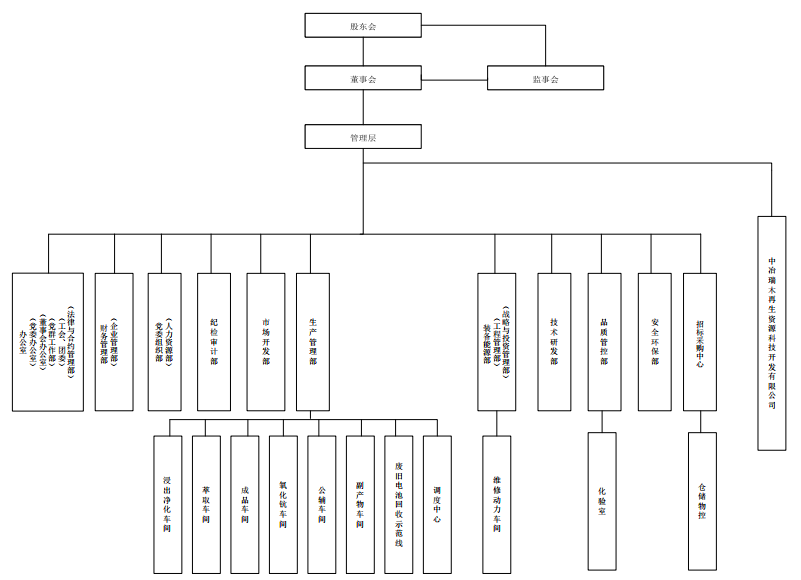 股东会
董事会
监事会
管理层
办公室
（党委办公室）
（董事会办公室）
（党群工作部）
（工会、团委）
（法律与合约管理部）
财务管理部
（企业管理部）
党委组织部
（人力资源部）
纪检审计部
市场开发部
生产管理部
装备能源部
（工程管理部）
（战略与投资管理部）
技术研发部
品质管控部
安全环保部
招标采购中心
中冶瑞木再生资源科技开发有限公司
浸出净化车间
萃取车间
成品车间
氧化钪车间
公辅车间
副产物车间
废旧电池回收示范线
调度中心
维修动力车间
化验室
仓储物控